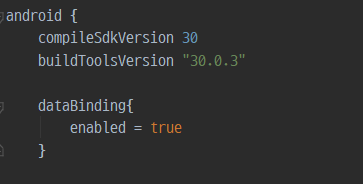 android {
compileSdkVersion 30
buildToolsVersion "30.0.3"
dataBinding{
enabled = true
}